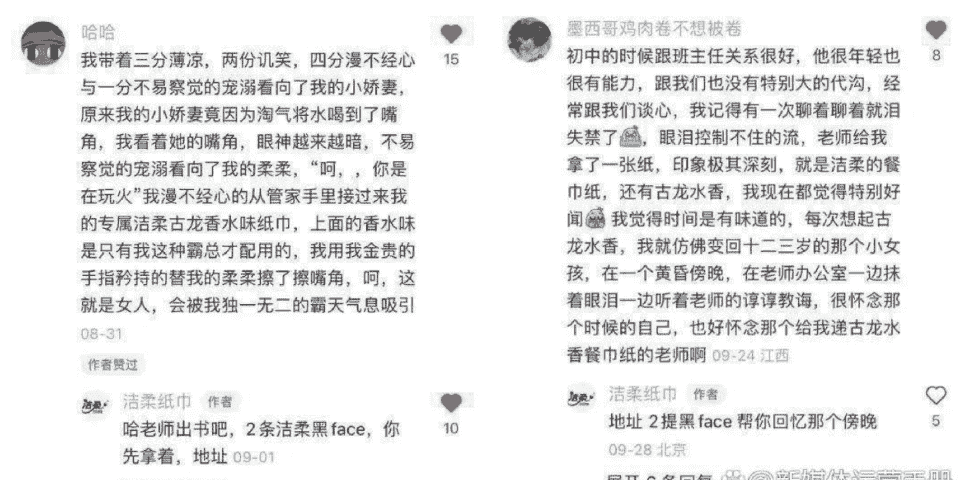 哈哈
我带着三分薄凉，两份讥笑，四分漫不经心
15
与一分不易察觉的宠溺看向了我的小娇妻，
原来我的小娇妻竟因为淘气将水喝到了嘴
角，我看着她的嘴角，眼神越来越暗，不易
察觉的宠溺看向了我的柔柔，“呵，，你是
在玩火”我漫不经心的从管家手里接过来我
的专属洁柔古龙香水味纸巾，上面的香水味
是只有我这种霸总才配用的，我用我金贵的
手指矜持的替我的柔柔擦了擦嘴角，呵，这
就是女人，会被我独一无二的霸天气息吸引
08-31
作者赞过
洁柔纸巾 作者
哈老师出书吧，2条洁柔黑face，你
10
先拿着，地址 09-01
墨西哥鸡肉卷不想被卷
初中的时候跟班主任关系很好，他很年轻也
8
很有能力，跟我们也没有特别大的代沟，经
常跟我们谈心，我记得有一次聊着聊着就泪
失禁了，眼泪控制不住的流，老师给我
拿了一张纸，印象极其深刻，就是洁柔的餐
巾纸，还有古龙水香，我现在都觉得特别好
闻 我觉得时间是有味道的，每次想起古
龙水香，我就仿佛变回十二三岁的那个小女
孩，在一个黄昏傍晚，在老师办公室一边抹
着眼泪一边听着老师的谆谆教诲，很怀念那
个时候的自己，也好怀念那个给我递古龙水
香餐巾纸的老师啊 09-24 江西
洁柔纸巾 作者
地址 2提黑face 帮你回忆那个傍晚
5
09-28 北京
展开 6 条回复
@新媒体运营手册